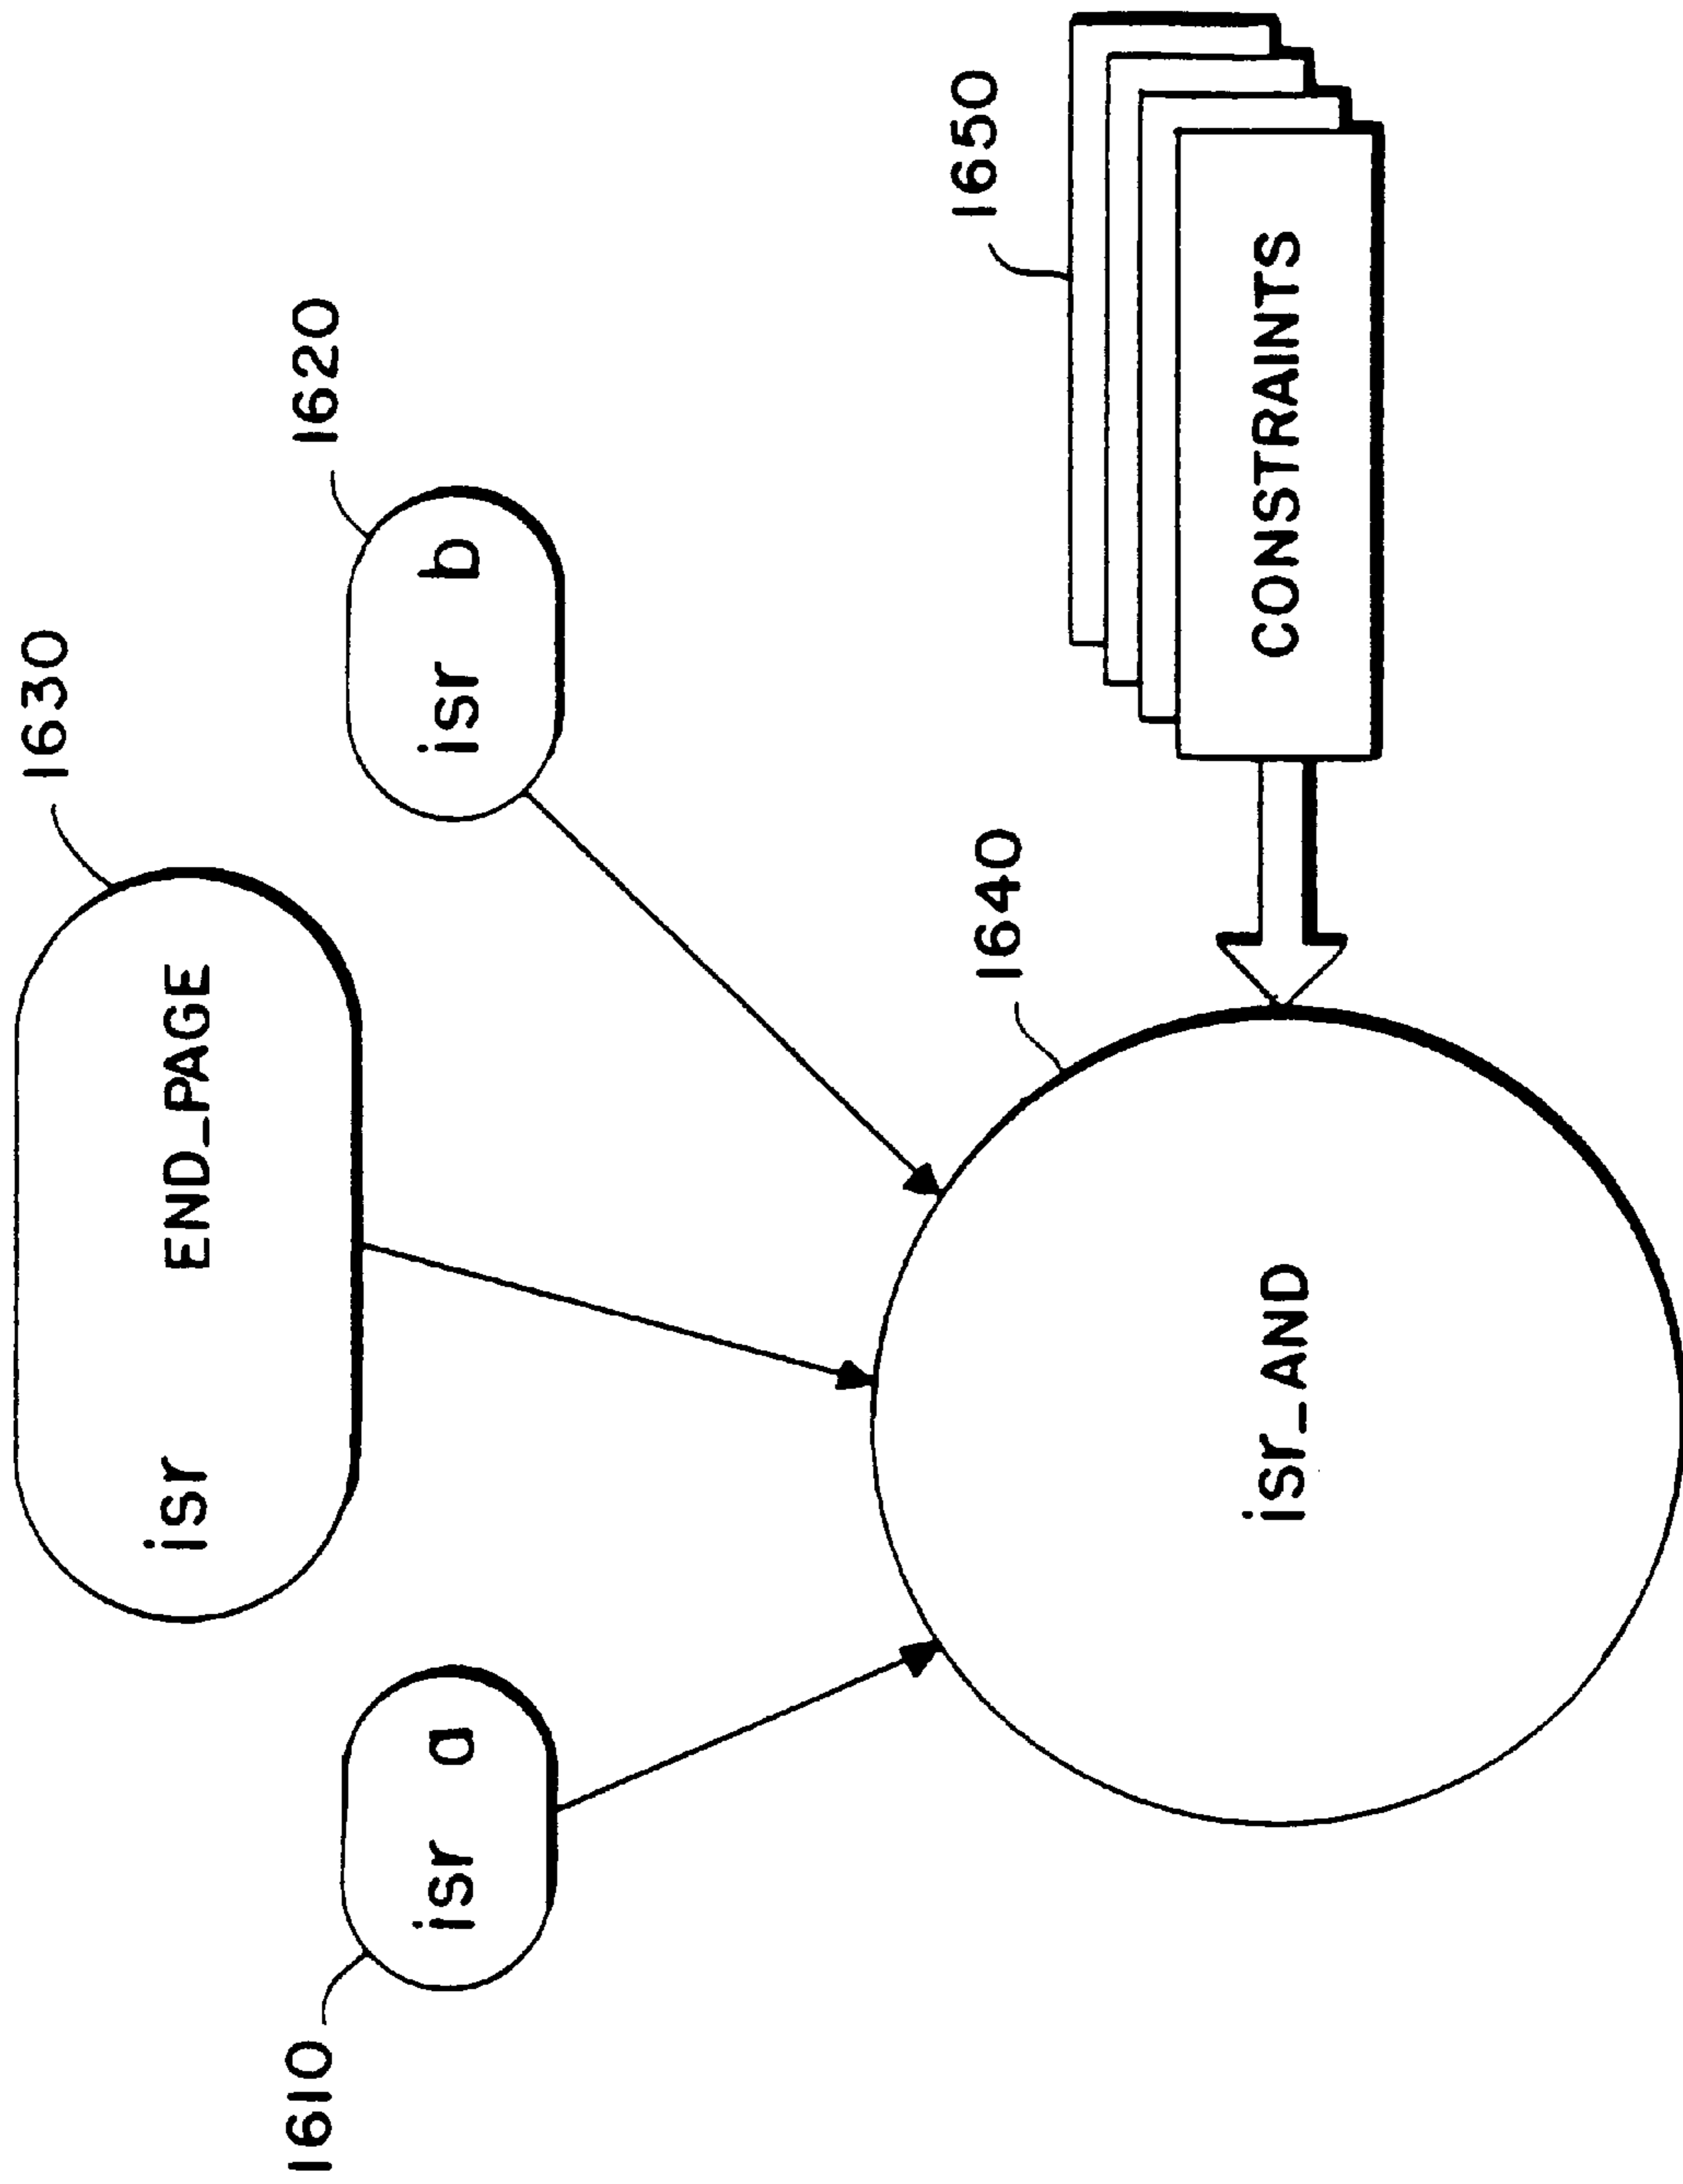 1630
isr END_PAGE
1620
isr b
1610
isr a
1640
isr_AND
1650
CONSTRAINTS